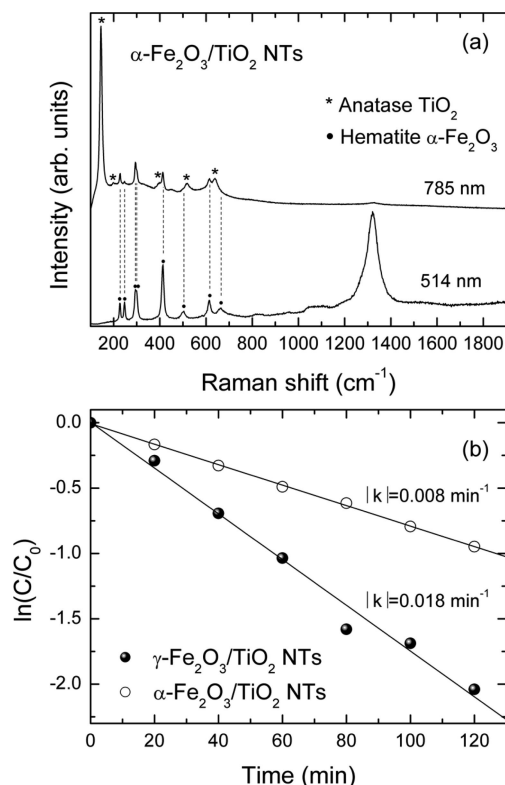 (a)
α-Fe₂O₃/TiO₂ NTs
* Anatase TiO₂
• Hematite α-Fe₂O₃
785 nm
514 nm
Intensity (arb. units)
200 400 600 800 1000 1200 1400 1600 1800
Raman shift (cm⁻¹)
(b)
0.0
-0.5
-1.0
-1.5
-2.0
ln(C/C₀)
|k|=0.008 min⁻¹
|k|=0.018 min⁻¹
γ-Fe₂O₃/TiO₂ NTs
α-Fe₂O₃/TiO₂ NTs
0 20 40 60 80 100 120
Time (min)